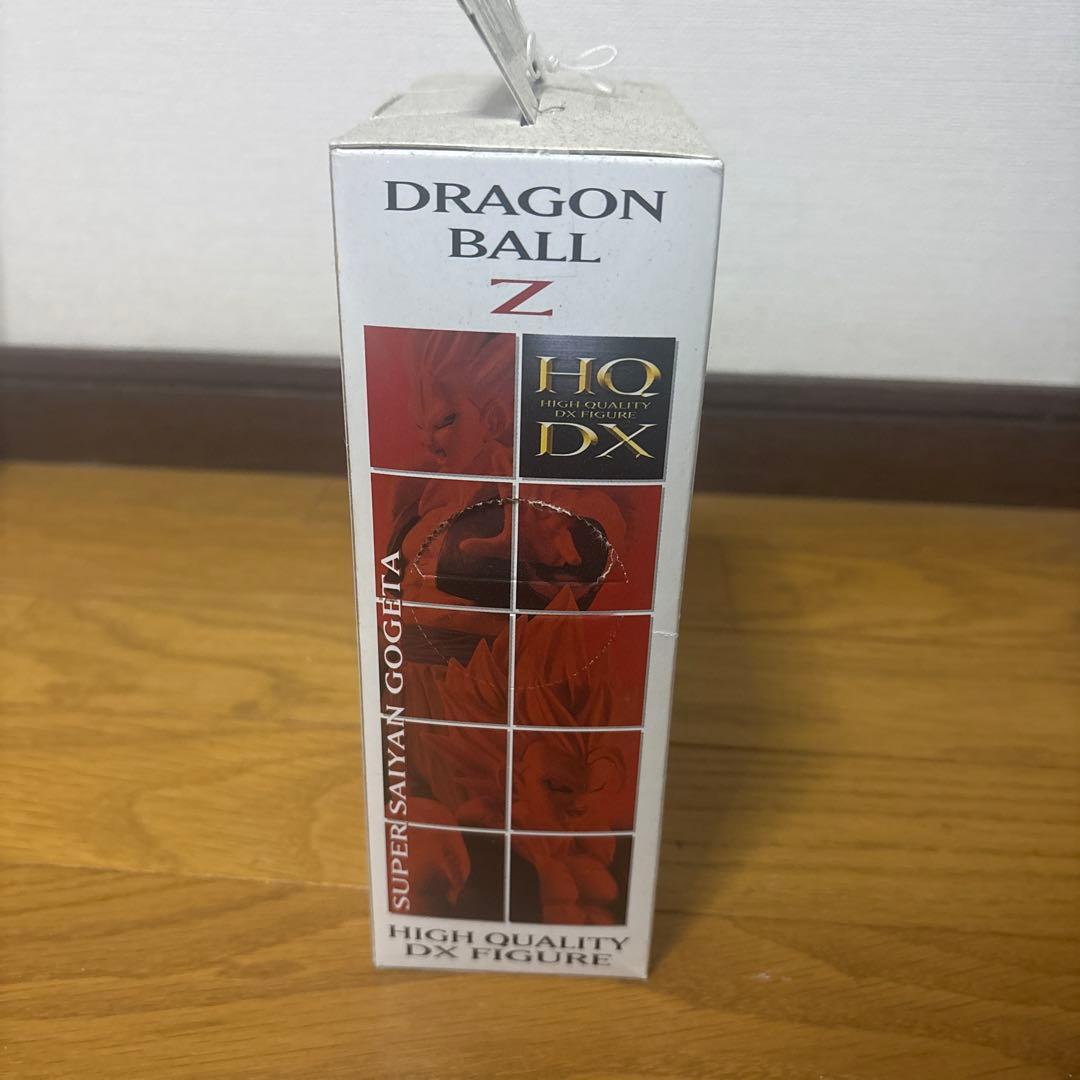 DRAGON
BALL
Z
HQ
HIGH QUALITY
DX FIGURE
DX
SUPER SAIYAN GOGETA
HIGH QUALITY
DX FIGURE